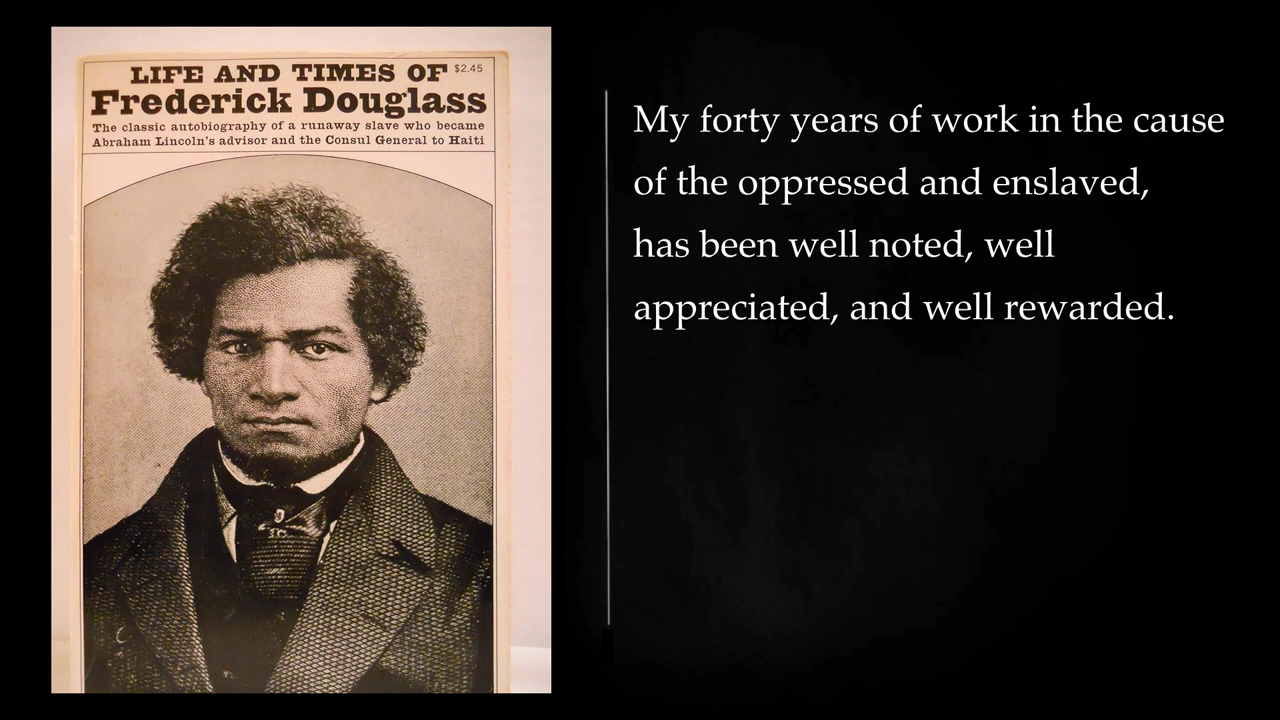 LIFE AND TIMES OF $2.45
Frederick Douglass
The classic autobiography of a runaway slave who became
Abraham Lincoln's advisor and the Consul General to Haiti
My forty years of work in the cause
of the oppressed and enslaved,
has been well noted, well
appreciated, and well rewarded.